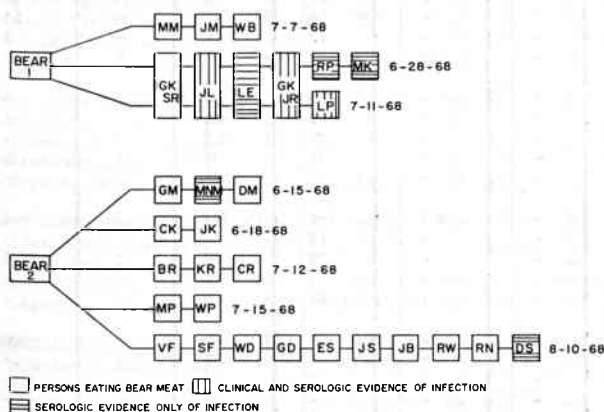 MM JM WB 7-7-68
BEAR 1
GK SR JL LE GK JR RP MK 6-28-68
LP 7-11-68
GM MNM DM 6-15-68
CK JK 6-18-68
BEAR 2
BR KR CR 7-12-68
MP WP 7-15-68
VF SF WD GD ES JS JB RW RN DS 8-10-68
PERSONS EATING BEAR MEAT CLINICAL AND SEROLOGIC EVIDENCE OF INFECTION
SEROLOGIC EVIDENCE ONLY OF INFECTION